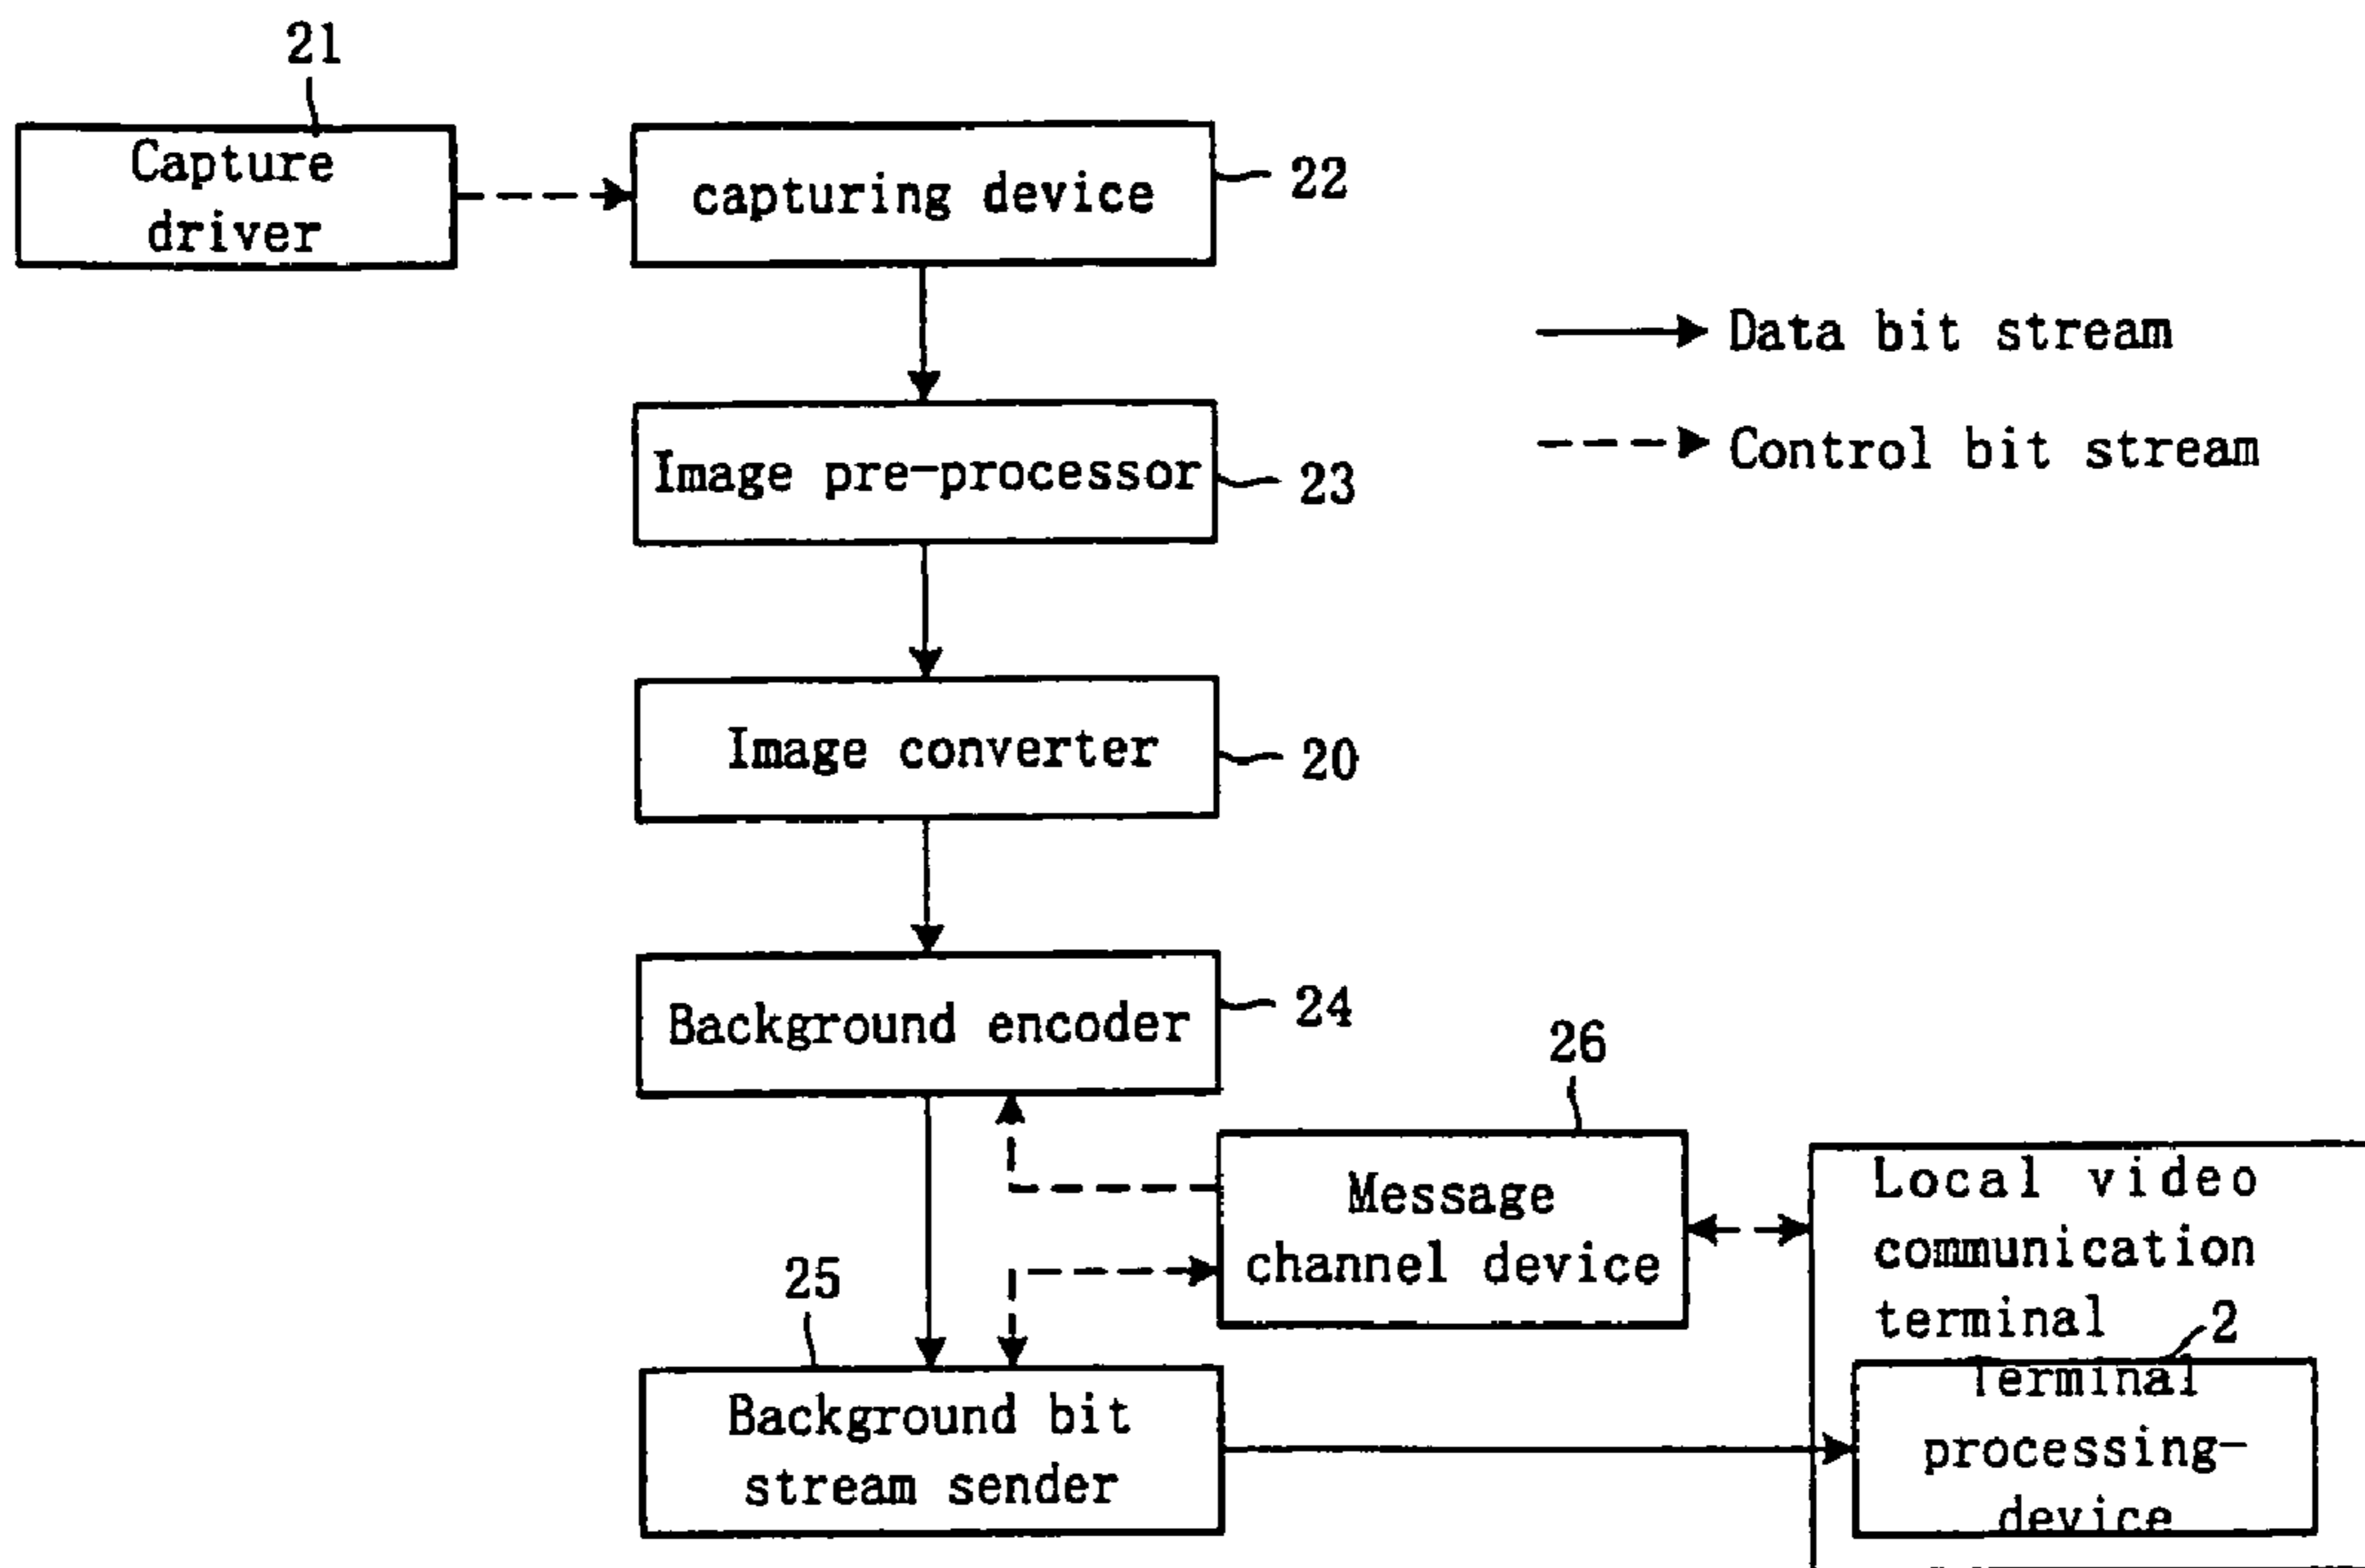 21
Capture
driver
capturing device
22
Data bit stream
Control bit stream
Image pre-processor
23
Image converter
20
Background encoder
24
26
Message
channel device
Local video
communication
terminal
25
2
Background bit
stream sender
Terminal
processing-
device